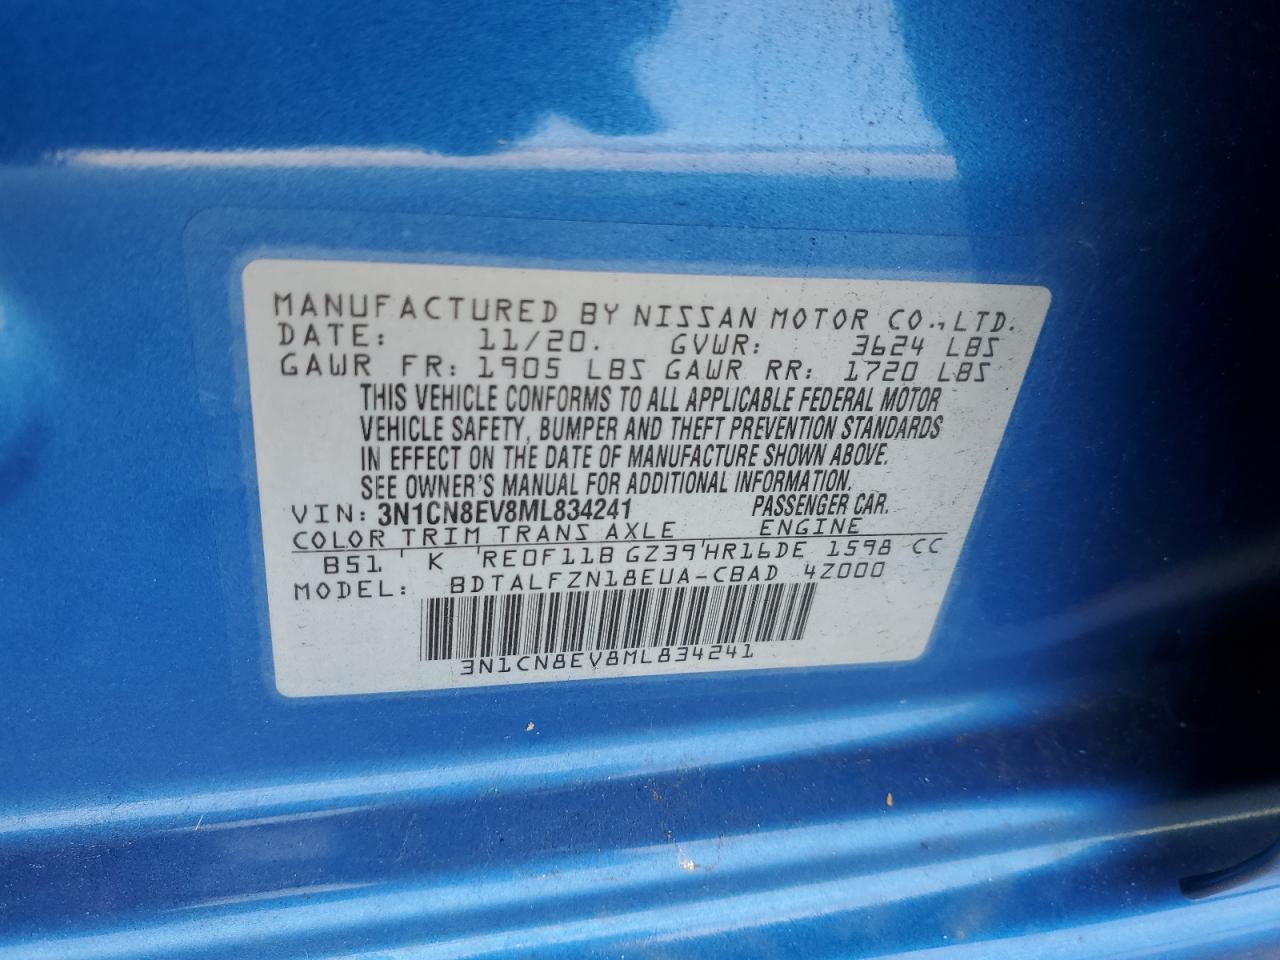 MANUFACTURED BY NISSAN MOTOR CO., LTD.
DATE: 11/20. GVWR: 3624 LBS
GAWR FR: 1905 LBS GAWR RR: 1720 LBS
THIS VEHICLE CONFORMS TO ALL APPLICABLE FEDERAL MOTOR
VEHICLE SAFETY, BUMPER AND THEFT PREVENTION STANDARDS
IN EFFECT ON THE DATE OF MANUFACTURE SHOWN ABOVE.
SEE OWNER'S MANUAL FOR ADDITIONAL INFORMATION.
VIN: 3N1CN8EV8ML834241 PASSENGER CAR.
COLOR TRIM TRANS AXLE ENGINE
B51 K RE0F11B GZ39 HR16DE 1598 CC
MODEL: BDTALFZN18EUA-CBAD 4Z000
3N1CN8EV8ML834241